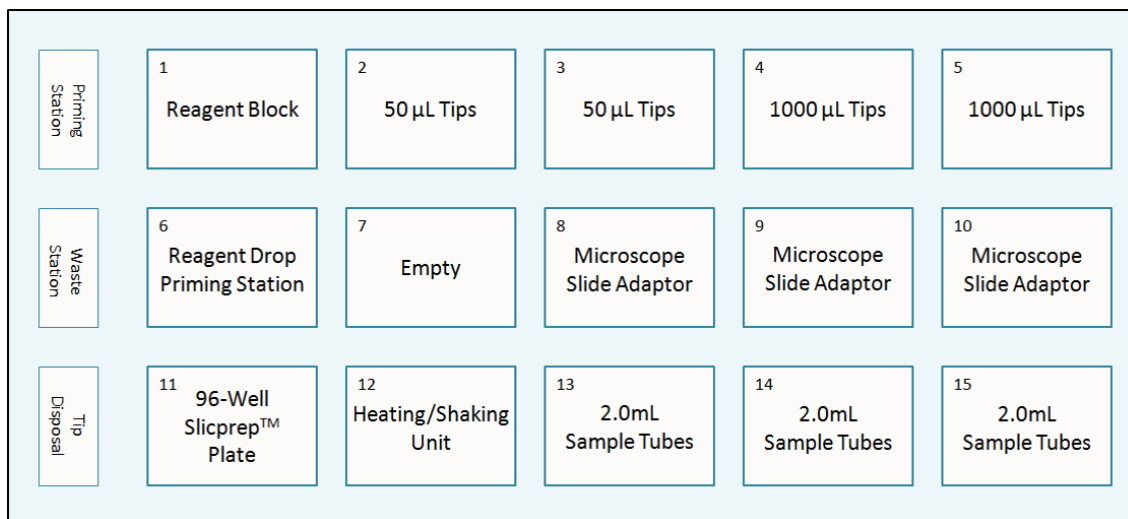 Priming
Station
1
Reagent Block
2
50 µL Tips
3
50 µL Tips
4
1000 µL Tips
5
1000 µL Tips
Waste
Station
6
Reagent Drop
Priming Station
7
Empty
8
Microscope
Slide Adaptor
9
Microscope
Slide Adaptor
10
Microscope
Slide Adaptor
Tip
Disposal
11
96-Well
Slicprep™
Plate
12
Heating/Shaking
Unit
13
2.0mL
Sample Tubes
14
2.0mL
Sample Tubes
15
2.0mL
Sample Tubes